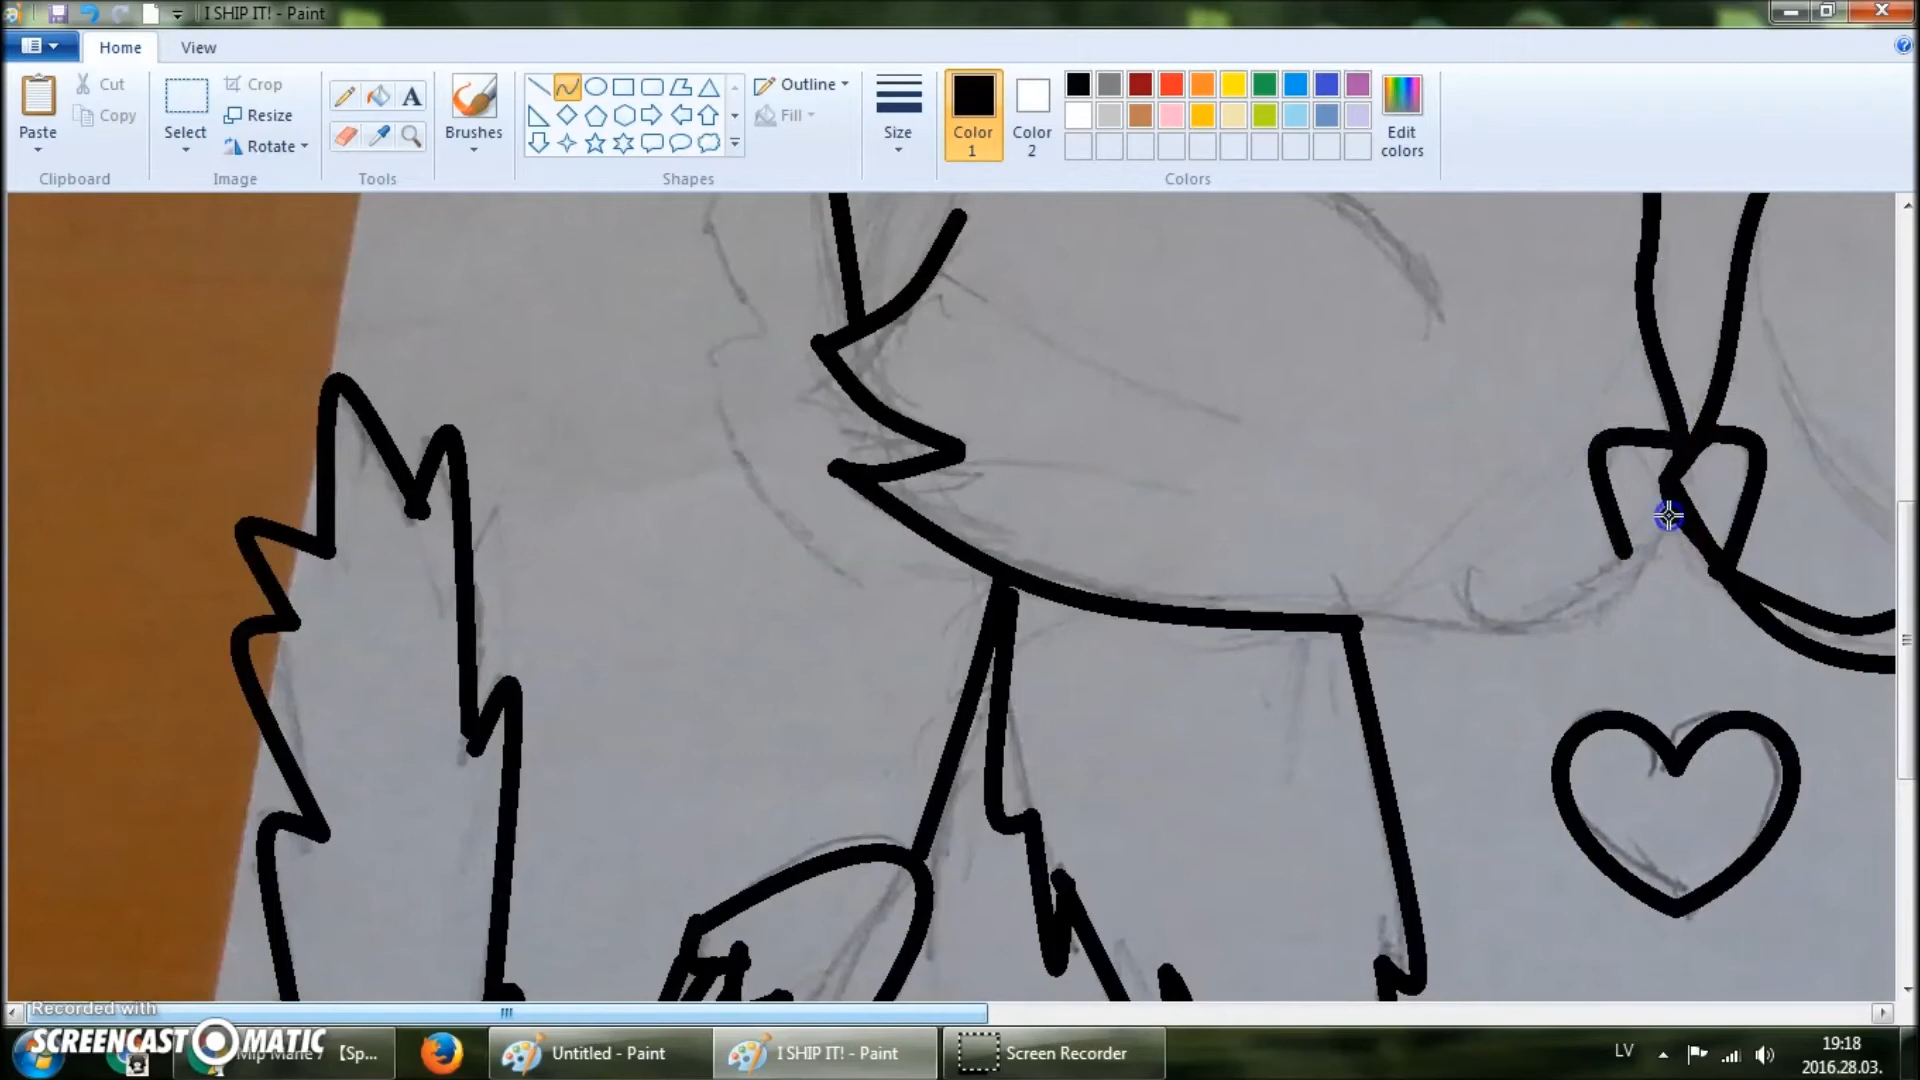 I SHIP IT! - Paint
Home View
Paste
Cut
Copy
Clipboard
Select
Crop
Resize
Rotate
Image
A
Tools
Brushes
Outline
Fill
Shapes
Size
Color 1
Color 2
Edit colors
Colors
Recorded with
SCREENCAST MATIC
[Sp...
Untitled - Paint
I SHIP IT! - Paint
Screen Recorder
LV
19:18
2016.28.03.